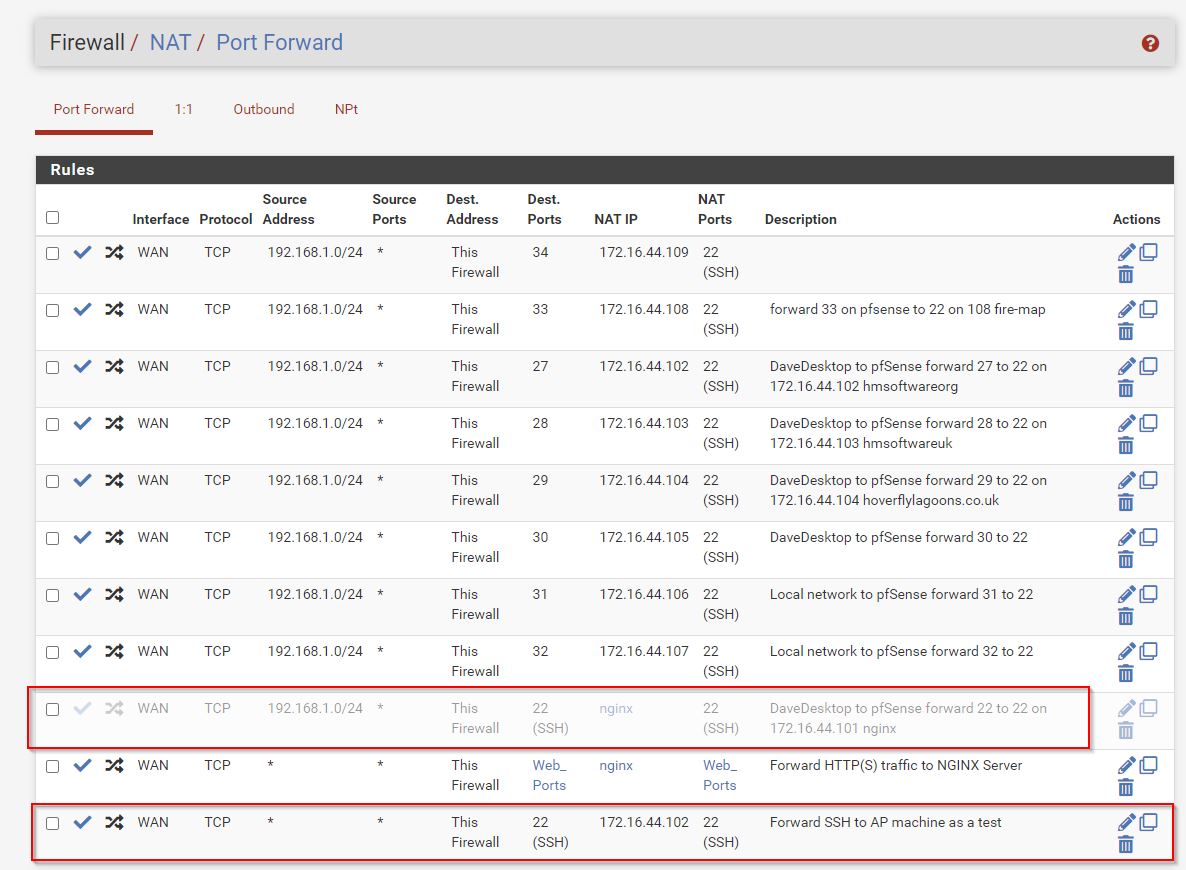 Firewall / NAT / Port Forward
Port Forward 1:1 Outbound NPt
Rules
Interface Protocol Source Address Source Ports Dest. Address Dest. Ports NAT IP NAT Ports Description Actions
WAN TCP 192.168.1.0/24 * This Firewall 34 172.16.44.109 22 (SSH)
WAN TCP 192.168.1.0/24 * This Firewall 33 172.16.44.108 22 (SSH) forward 33 on pfsense to 22 on 108 fire-map
WAN TCP 192.168.1.0/24 * This Firewall 27 172.16.44.102 22 (SSH) DaveDesktop to pfSense forward 27 to 22 on 172.16.44.102 hmsoftwareorg
WAN TCP 192.168.1.0/24 * This Firewall 28 172.16.44.103 22 (SSH) DaveDesktop to pfSense forward 28 to 22 on 172.16.44.103 hmsoftwareuk
WAN TCP 192.168.1.0/24 * This Firewall 29 172.16.44.104 22 (SSH) DaveDesktop to pfSense forward 29 to 22 on 172.16.44.104 hoverflylagoons.co.uk
WAN TCP 192.168.1.0/24 * This Firewall 30 172.16.44.105 22 (SSH) DaveDesktop to pfSense forward 30 to 22
WAN TCP 192.168.1.0/24 * This Firewall 31 172.16.44.106 22 (SSH) Local network to pfSense forward 31 to 22
WAN TCP 192.168.1.0/24 * This Firewall 32 172.16.44.107 22 (SSH) Local network to pfSense forward 32 to 22
WAN TCP 192.168.1.0/24 * This Firewall 22 (SSH) nginx 22 (SSH) DaveDesktop to pfSense forward 22 to 22 on 172.16.44.101 nginx
WAN TCP * * This Firewall Web_Ports nginx Web_Ports Forward HTTP(S) traffic to NGINX Server
WAN TCP * * This Firewall 22 (SSH) 172.16.44.102 22 (SSH) Forward SSH to AP machine as a test